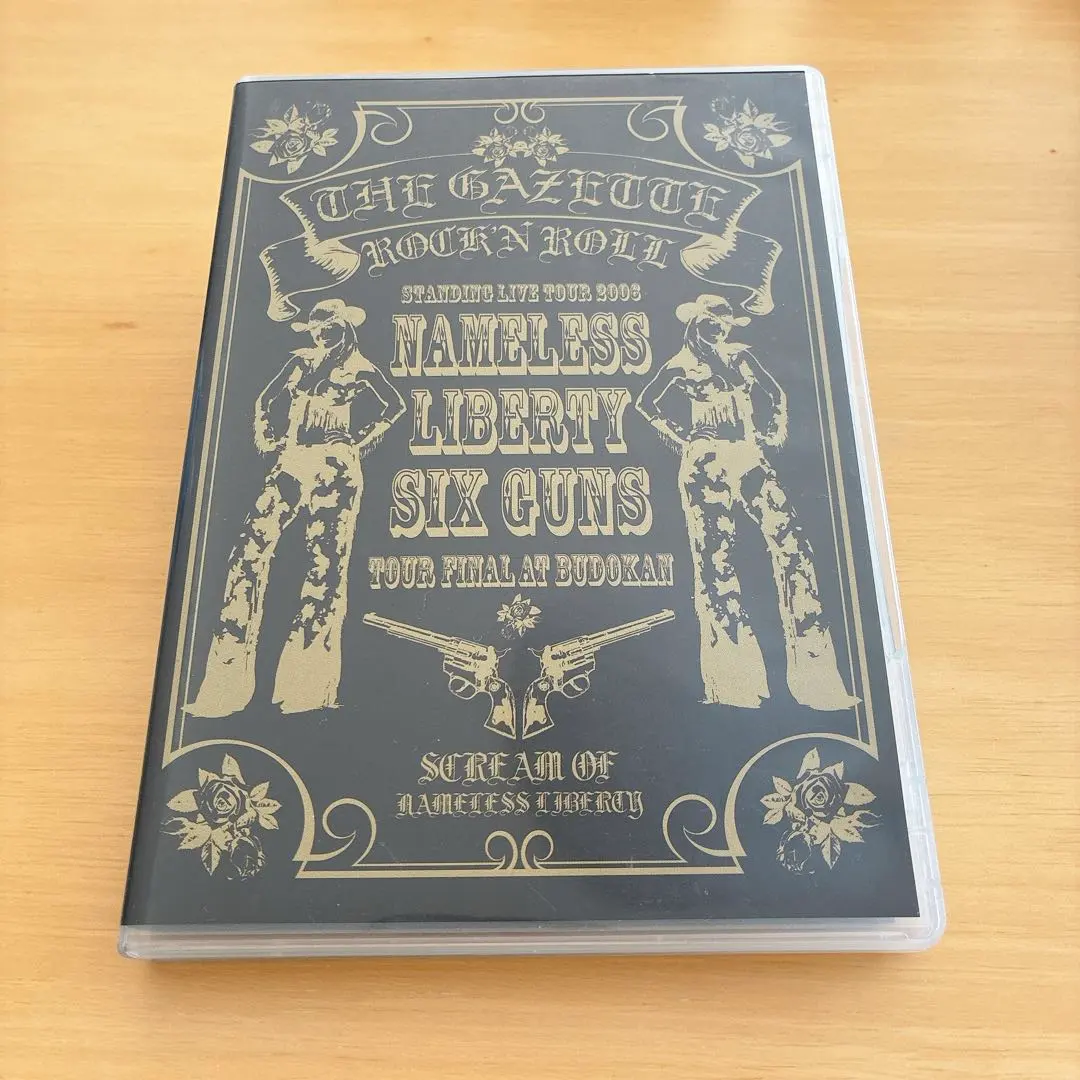 THE GAZETTE
ROCK'N ROLL
STANDING LIVE TOUR 2006
NAMELESS
LIBERTY
SIX GUNS
TOUR FINAL AT BUDOKAN
SCREAM OF
NAMELESS LIBERTY